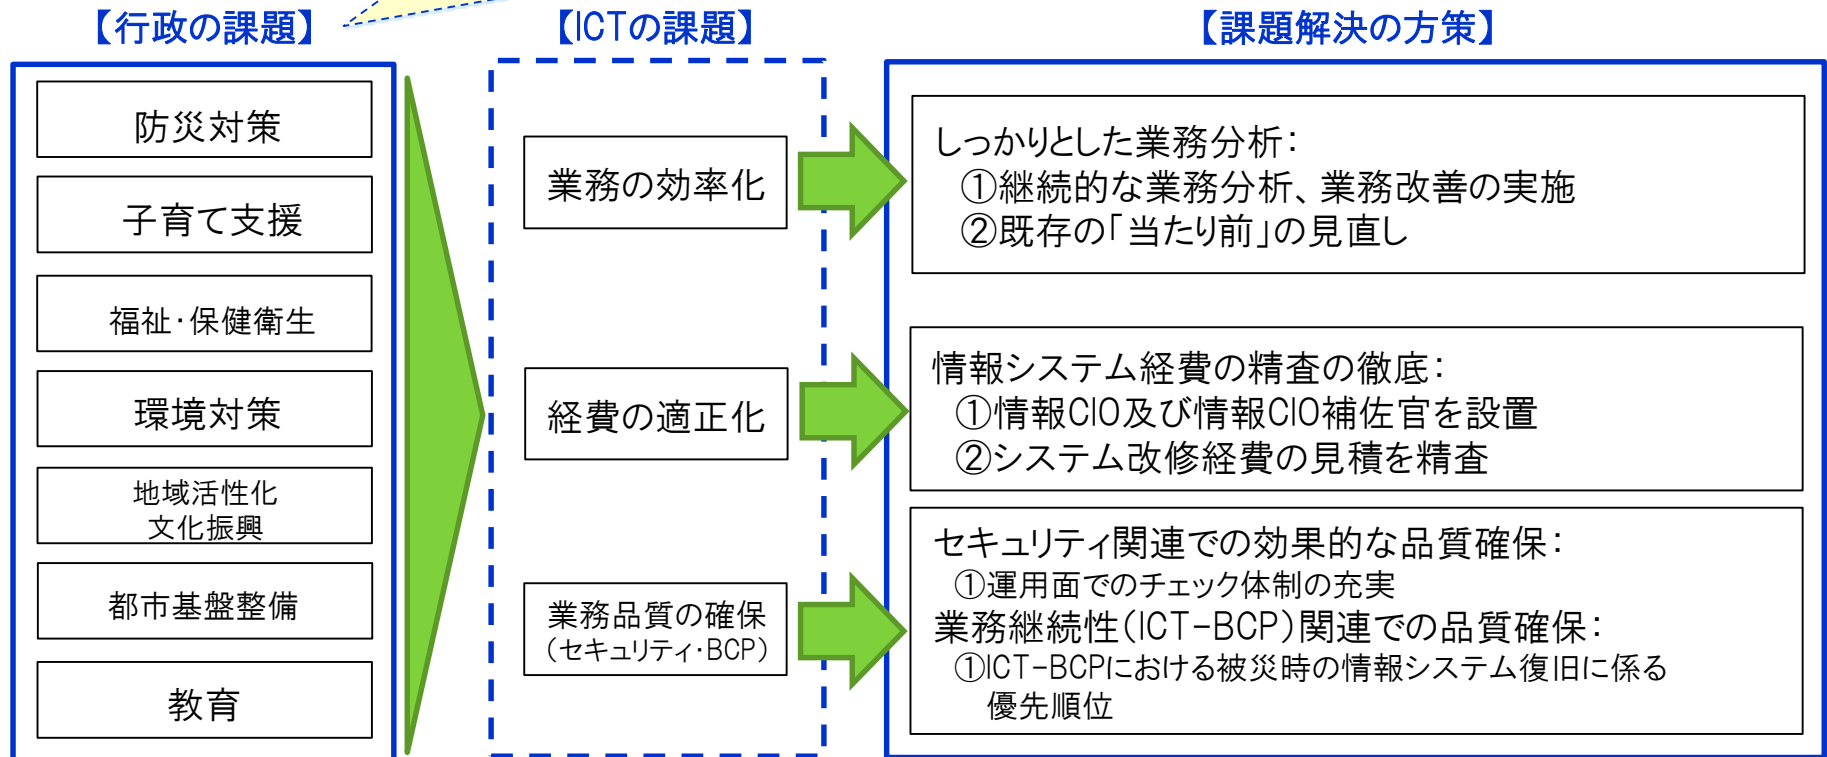 【行政の課題】
防災対策
子育て支援
福祉・保健衛生
環境対策
地域活性化
文化振興
都市基盤整備
教育
【ICTの課題】
業務の効率化
経費の適正化
業務品質の確保
(セキュリティ・BCP)
【課題解決の方策】
しっかりとした業務分析：
①継続的な業務分析、業務改善の実施
②既存の「当たり前」の見直し
情報システム経費の精査の徹底：
①情報CIO及び情報CIO補佐官を設置
②システム改修経費の見積を精査
セキュリティ関連での効果的な品質確保：
①運用面でのチェック体制の充実
業務継続性(ICT-BCP)関連での品質確保：
①ICT-BCPにおける被災時の情報システム復旧に係る
優先順位